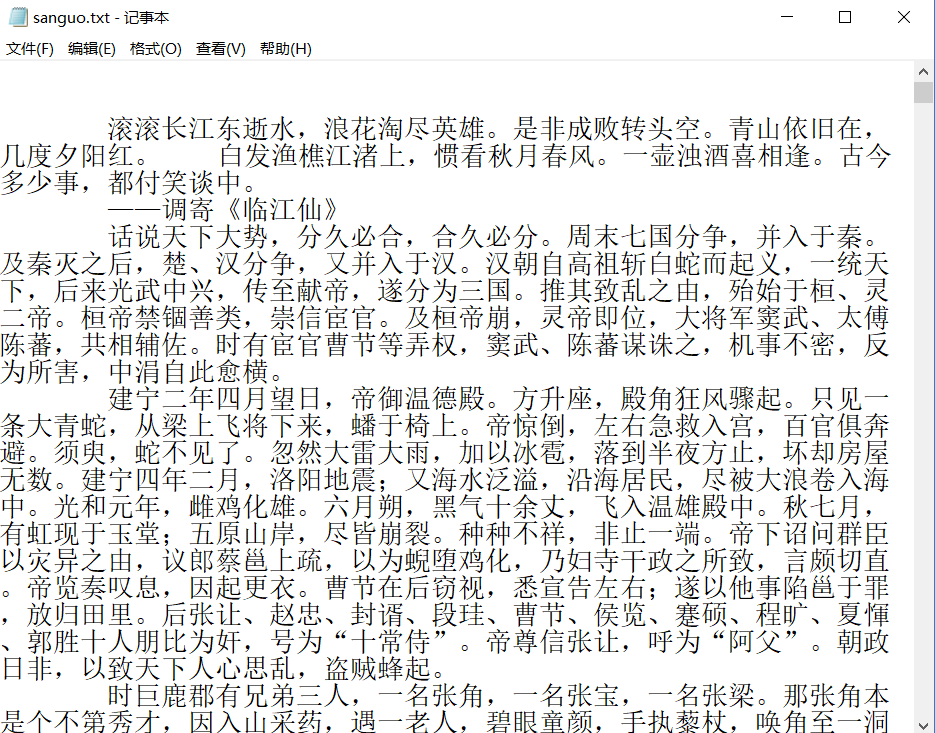 sanguo.txt - 记事本
文件(F) 编辑(E) 格式(O) 查看(V) 帮助(H)
滚滚长江东逝水，浪花淘尽英雄。是非成败转头空。青山依旧在，
几度夕阳红。 白发渔樵江渚上，惯看秋月春风。一壶浊酒喜相逢。古今
多少事，都付笑谈中。
——调寄《临江仙》
话说天下大势，分久必合，合久必分。周末七国分争，并入于秦。
及秦灭之后，楚、汉分争，又并入于汉。汉朝自高祖斩白蛇而起义，一统天
下，后来光武中兴，传至献帝，遂分为三国。推其致乱之由，殆始于桓、灵
二帝。桓帝禁锢善类，崇信宦官。及桓帝崩，灵帝即位，大将军窦武、太傅
陈蕃，共相辅佐。时有宦官曹节等弄权，窦武、陈蕃谋诛之，机事不密，反
为所害，中涓自此愈横。
建宁二年四月望日，帝御温德殿。方升座，殿角狂风骤起。只见一
条大青蛇，从梁上飞将下来，蟠于椅上。帝惊倒，左右急救入宫，百官俱奔
避。须臾，蛇不见了。忽然大雷大雨，加以冰雹，落到半夜方止，坏却房屋
无数。建宁四年二月，洛阳地震；又海水泛溢，沿海居民，尽被大浪卷入海
中。光和元年，雌鸡化雄。六月朔，黑气十余丈，飞入温雄殿中。秋七月，
有虹现于玉堂；五原山岸，尽皆崩裂。种种不祥，非止一端。帝下诏问群臣
以灾异之由，议郎蔡邕上疏，以为蜺堕鸡化，乃妇寺干政之所致，言颇切直
。帝览奏叹息，因起更衣。曹节在后窃视，悉宣告左右；遂以他事陷邕于罪
，放归田里。后张让、赵忠、封谞、段珪、曹节、侯览、蹇硕、程旷、夏恽
、郭胜十人朋比为奸，号为“十常侍”。帝尊信张让，呼为“阿父”。朝政
日非，以致天下人心思乱，盗贼蜂起。
时巨鹿郡有兄弟三人，一名张角，一名张宝，一名张梁。那张角本
是个不第秀才，因入山采药，遇一老人，碧眼童颜，手执藜杖，唤角至一洞